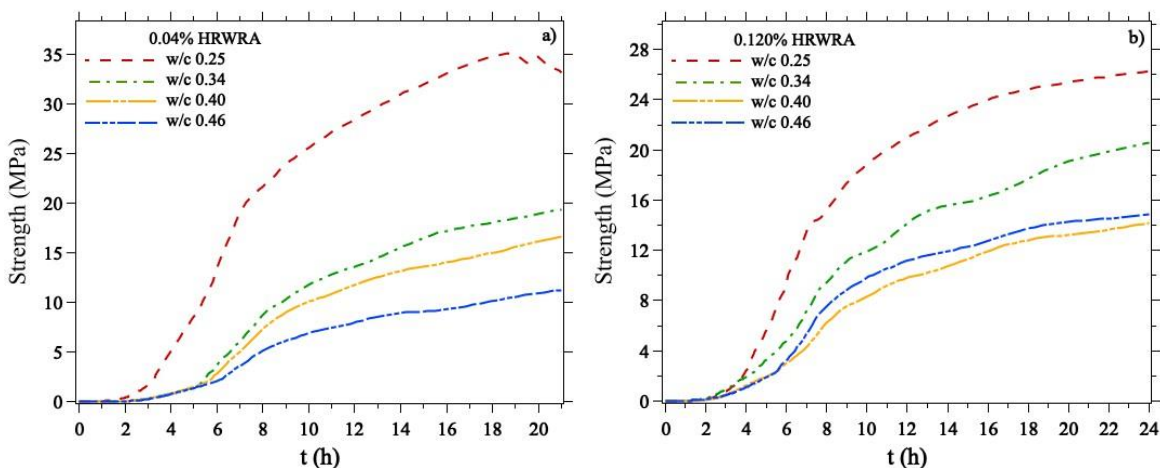 0.04% HRWRA
a)
w/c 0.25
w/c 0.34
w/c 0.40
w/c 0.46
Strength (MPa)
35
30
25
20
15
10
5
0
0 2 4 6 8 10 12 14 16 18 20
t (h)
0.120% HRWRA
b)
w/c 0.25
w/c 0.34
w/c 0.40
w/c 0.46
Strength (MPa)
28
24
20
16
12
8
4
0
0 2 4 6 8 10 12 14 16 18 20 22 24
t (h)